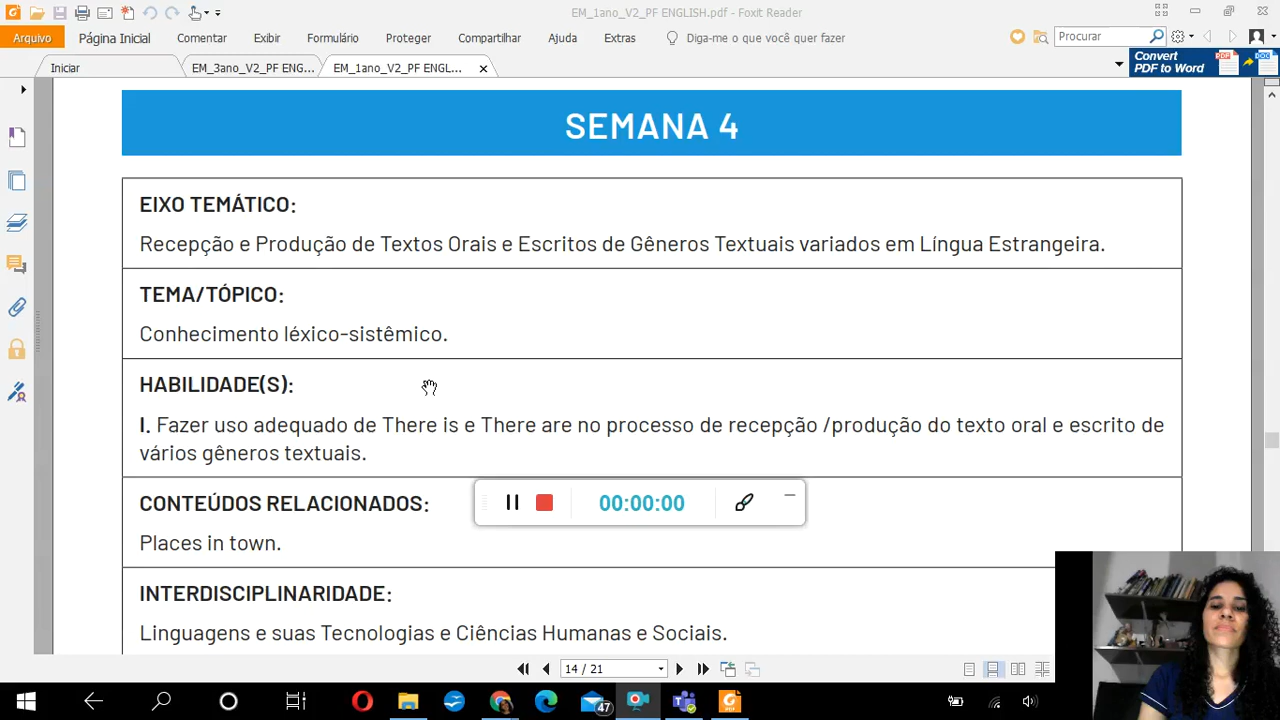 EM_1ano_V2_PF ENGLISH.pdf - Foxit Reader
Arquivo Página Inicial Comentar Exibir Formulário Proteger Compartilhar Ajuda Extras Diga-me o que você quer fazer Procurar
Iniciar EM_3ano_V2_PF ENG... EM_1ano_V2_PF ENGL...
Convert
PDF to Word
SEMANA 4
EIXO TEMÁTICO:
Recepção e Produção de Textos Orais e Escritos de Gêneros Textuais variados em Língua Estrangeira.
TEMA/TÓPICO:
Conhecimento léxico-sistêmico.
HABILIDADE(S):
I. Fazer uso adequado de There is e There are no processo de recepção /produção do texto oral e escrito de
vários gêneros textuais.
CONTEÚDOS RELACIONADOS:
00:00:00
Places in town.
INTERDISCIPLINARIDADE:
Linguagens e suas Tecnologias e Ciências Humanas e Sociais.
14 / 21
47